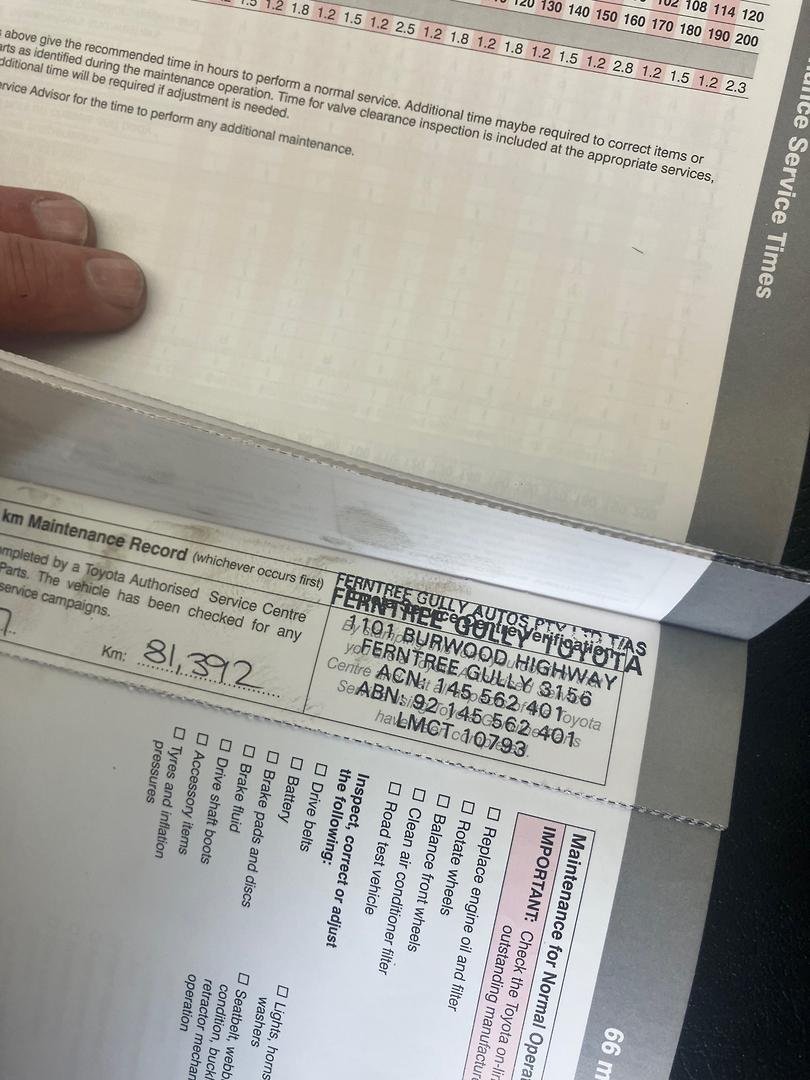 120 130 140 150 160 170 180 190 200
102 108 114 120
1.5 1.2 1.8 1.2 1.5 1.2 2.5 1.2 1.8 1.2 1.8 1.2 1.5 1.2 2.8 1.2 1.5 1.2 2.3
above give the recommended time in hours to perform a normal service. Additional time maybe required to correct items or
arts as identified during the maintenance operation. Time for valve clearance inspection is included at the appropriate services,
dditional time will be required if adjustment is needed.
ervice Advisor for the time to perform any additional maintenance.
ance Service Times
km Maintenance Record (whichever occurs first)
ompleted by a Toyota Authorised Service Centre
Parts. The vehicle has been checked for any
service campaigns.
Km: 81,392
FERNTREE GULLY AUTOS PTY LTD T/AS
FERNTREE GULLY TOYOTA
1101 BURWOOD HIGHWAY
FERNTREE GULLY 3156
ACN: 145 562 401
ABN: 92 145 562 401
LMCT 10793
66 m
Maintenance for Normal Opera
IMPORTANT: Check the Toyota on-li
outstanding manufactur
Replace engine oil and filter
Rotate wheels
Balance front wheels
Clean air conditioner filter
Road test vehicle
Inspect, correct or adjust
the following:
Drive belts
Battery
Brake pads and discs
Brake fluid
Drive shaft boots
Accessory items
Tyres and inflation
pressures
Lights, horns
washers
Seatbelt, webb
condition, buckl
retractor mechan
operation